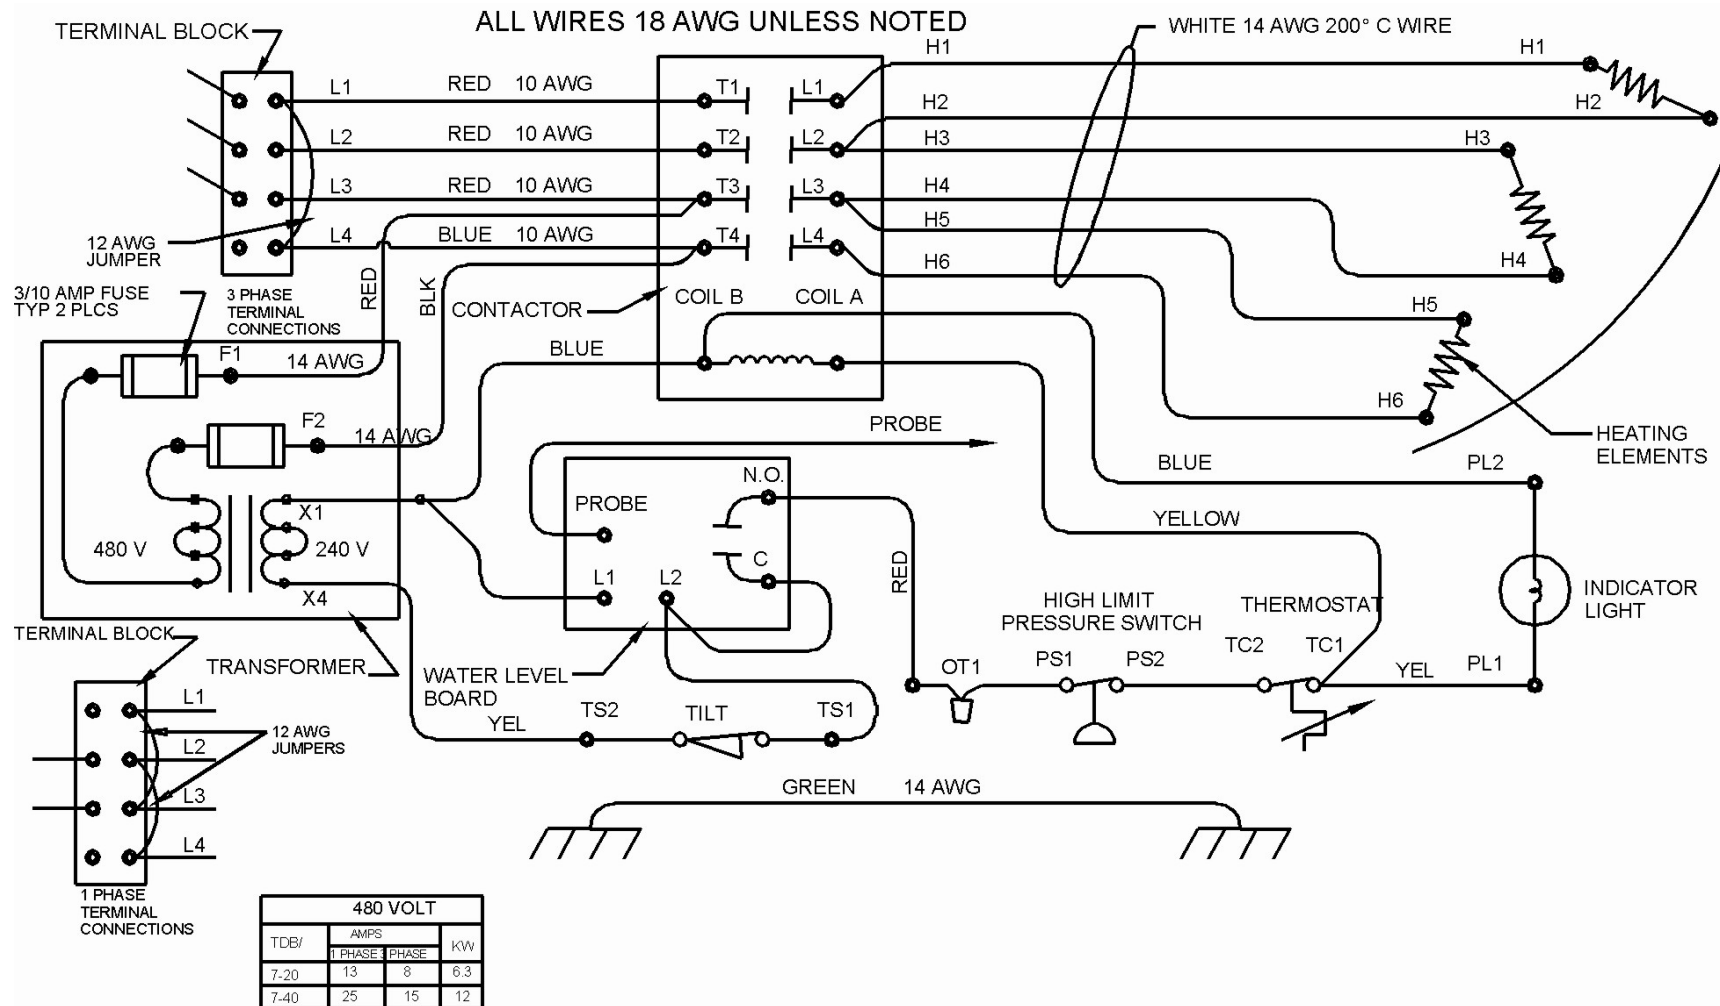 ALL WIRES 18 AWG UNLESS NOTED
TERMINAL BLOCK
WHITE 14 AWG 200° C WIRE
L1
RED 10 AWG
T1
L1
H1
H1
H2
H2
L2
RED 10 AWG
T2
L2
H3
H3
L3
RED 10 AWG
T3
L3
H4
H5
L4
BLUE 10 AWG
T4
L4
H6
H4
12 AWG
JUMPER
3/10 AMP FUSE
TYP 2 PLCS
3 PHASE
TERMINAL
CONNECTIONS
RED
BLK
CONTACTOR
COIL B
COIL A
H5
F1
14 AWG
BLUE
H6
F2
14 AWG
PROBE
HEATING
ELEMENTS
BLUE
PL2
N.O.
PROBE
X1
480 V
240 V
YELLOW
C
L1
L2
RED
X4
INDICATOR
LIGHT
HIGH LIMIT
PRESSURE SWITCH
THERMOSTAT
TERMINAL BLOCK
TRANSFORMER
WATER LEVEL
BOARD
OT1
PS1
PS2
TC2
TC1
YEL
PL1
L1
12 AWG
JUMPERS
L2
L3
L4
YEL
TS2
TILT
TS1
GREEN 14 AWG
1 PHASE
TERMINAL
CONNECTIONS
480 VOLT
TDB/
AMPS
KW
1 PHASE 3 PHASE
7-20 13 8 6.3
7-40 25 15 12